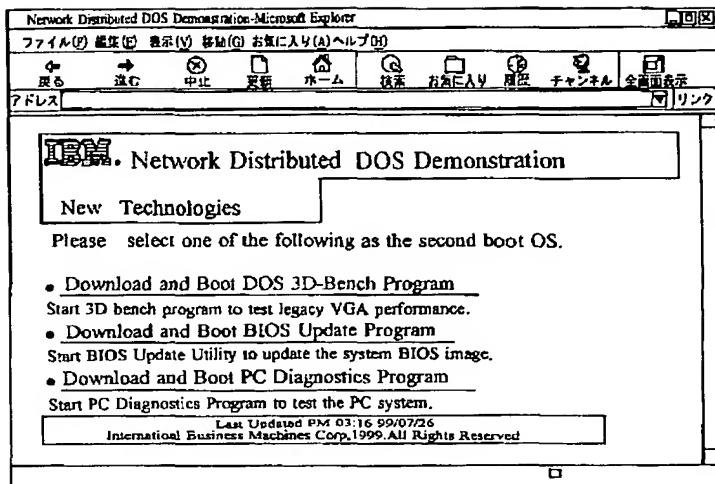 Network Distributed DOS Demonstration-Microsoft Explorer
ファイル(F) 編集(E) 表示(V) 移動(G) お気に入り(A) ヘルプ(H)
戻る 進む 中止 更新 ホーム 検索 お気に入り 履歴 チャンネル 全画面表示
アドレス リンク
IBM. Network Distributed DOS Demonstration
New Technologies
Please select one of the following as the second boot OS.
• Download and Boot DOS 3D-Bench Program
Start 3D bench program to test legacy VGA performance.
• Download and Boot BIOS Update Program
Start BIOS Update Utility to update the system BIOS image.
• Download and Boot PC Diagnostics Program
Start PC Diagnostics Program to test the PC system.
Last Updated PM 03:16 99/07/26
Internatioal Business Machines Corp.1999.All Rights Reserved